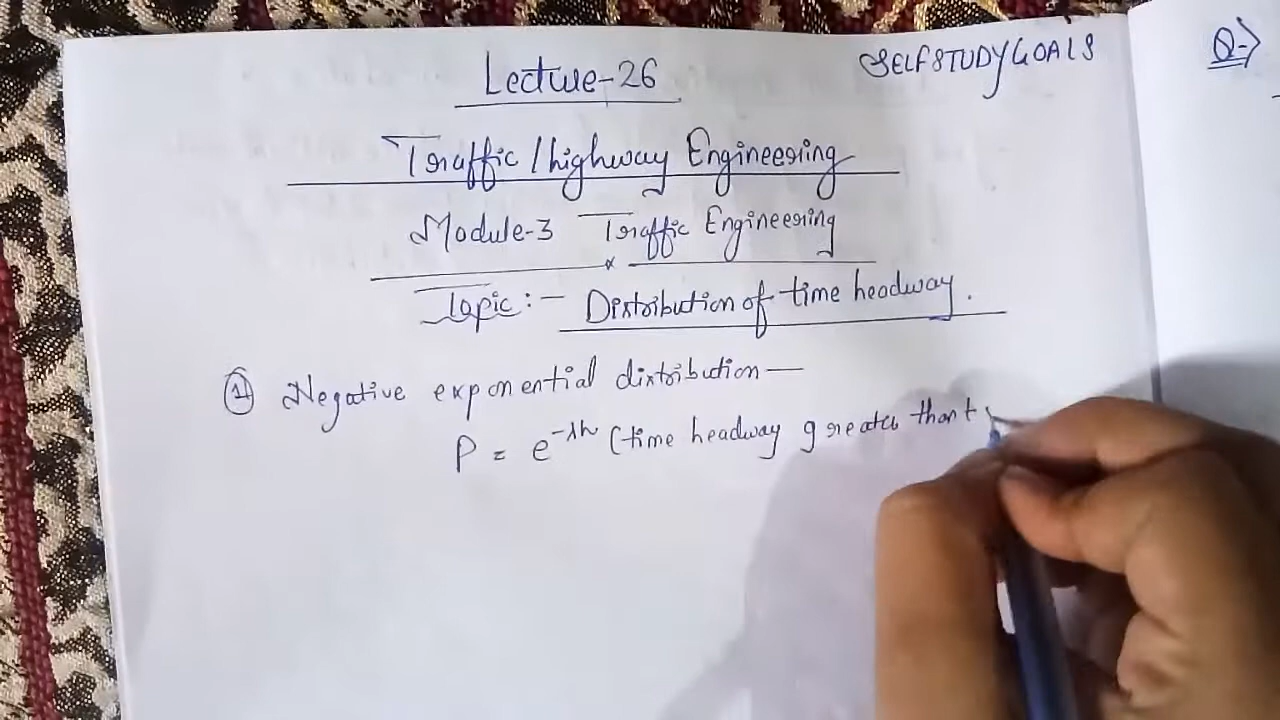 Lecture-26
SELFSTUDYGOALS
Q->
Traffic / highway Engineering
Module-3 Traffic Engineering
Topic:- Distribution of time headway.
① Negative exponential distribution—
P = e^-λh (time headway greater than t